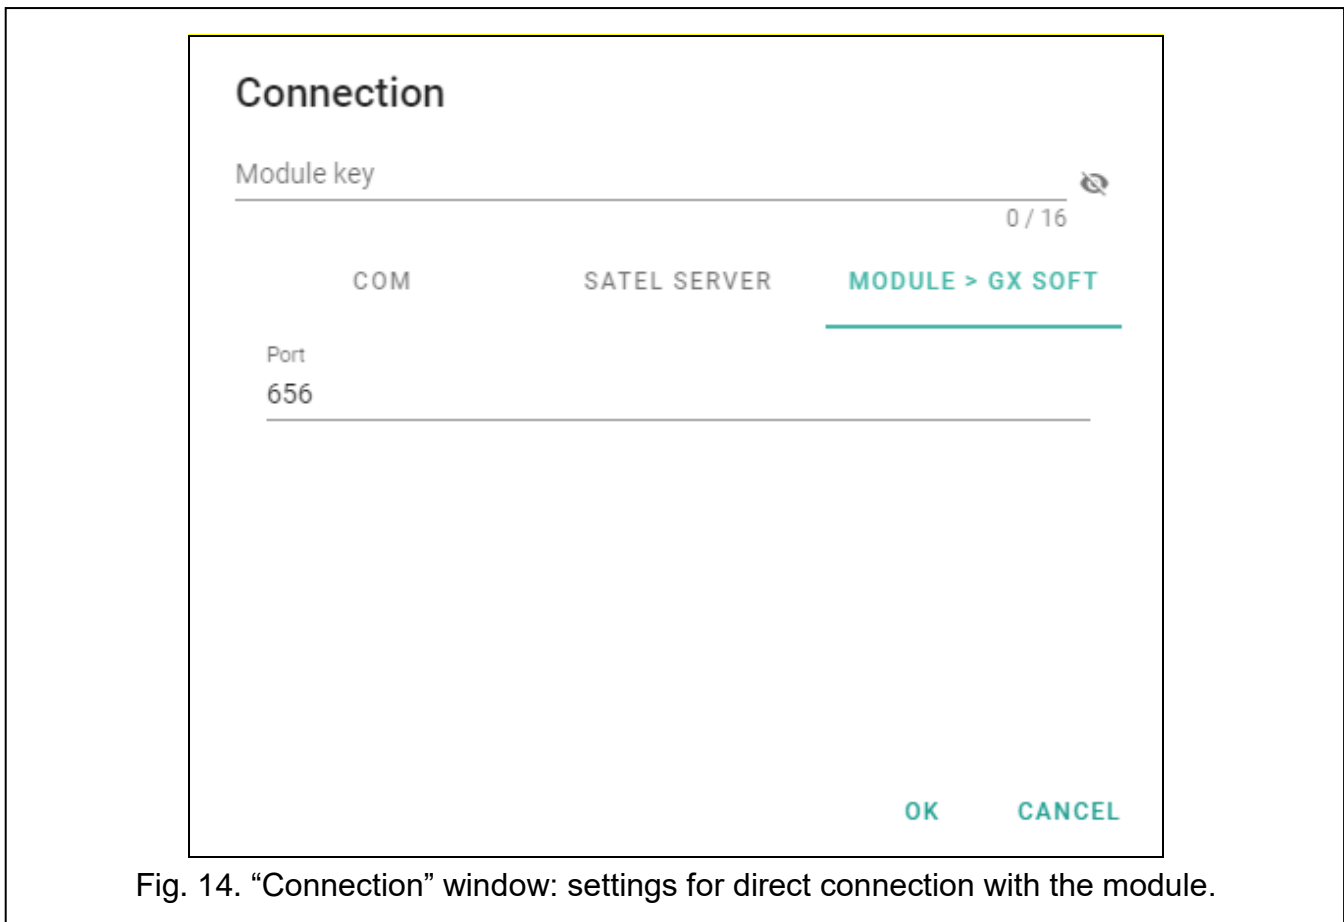 Connection
Module key
0 / 16
COM SATEL SERVER MODULE > GX SOFT
Port
656
OK CANCEL
Fig. 14. “Connection” window: settings for direct connection with the module.